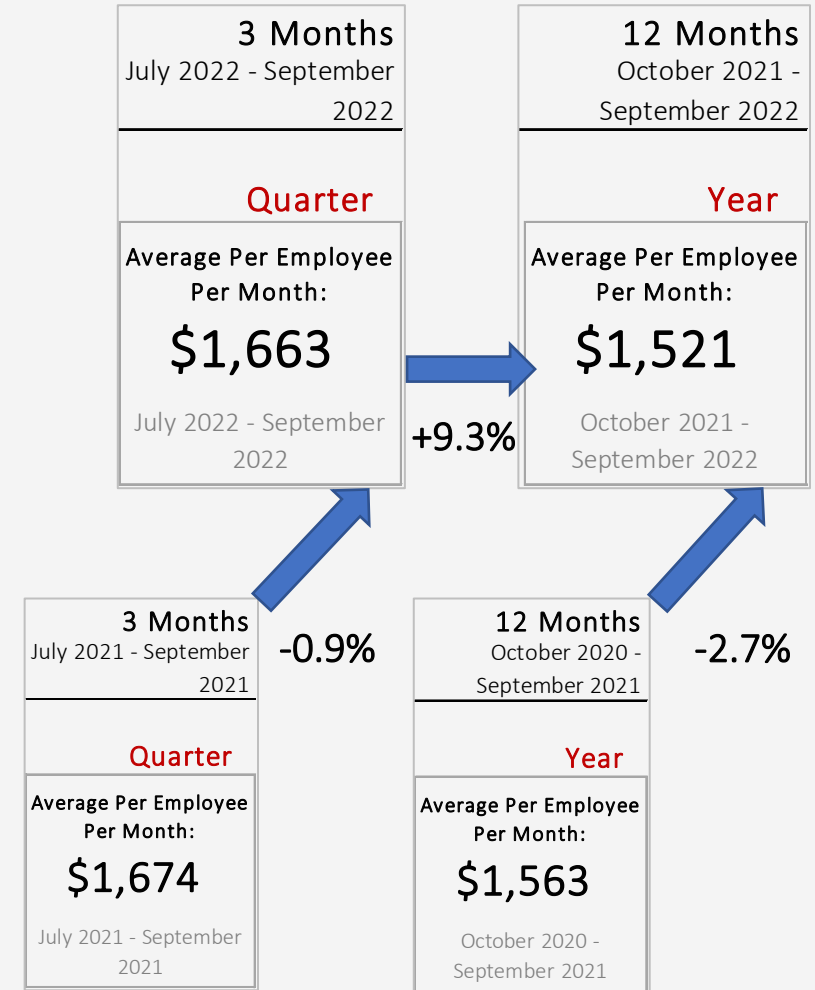 3 Months
July 2022 - September
2022
Quarter
Average Per Employee
Per Month:
$1,663
July 2022 - September
2022
12 Months
October 2021 -
September 2022
Year
Average Per Employee
Per Month:
$1,521
October 2021 -
September 2022
+9.3%
3 Months
July 2021 - September
2021
Quarter
Average Per Employee
Per Month:
$1,674
July 2021 - September
2021
-0.9%
12 Months
October 2020 -
September 2021
Year
Average Per Employee
Per Month:
$1,563
October 2020 -
September 2021
-2.7%